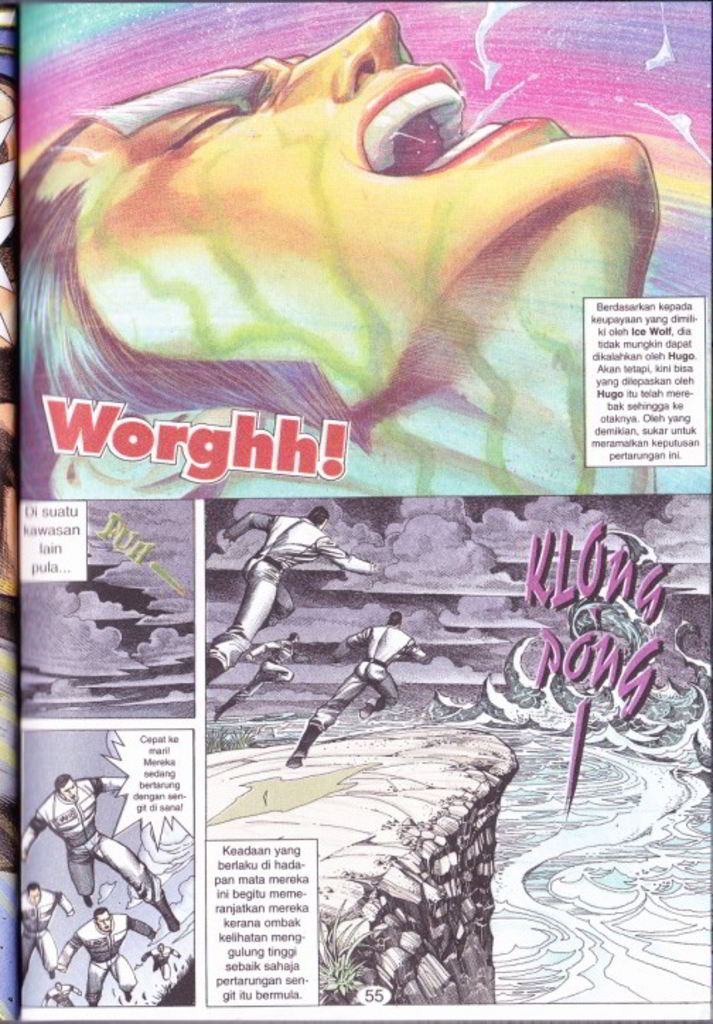 Berdasarkan kepada
keupayaan yang dimili-
ki oleh Ice Wolf, dia
tidak mungkin dapat
dikalahkan oleh Hugo.
Akan tetapi, kini bisa
yang dilepaskan oleh
Hugo itu telah mere-
bak sehingga ke
otaknya. Oleh yang
demikian, sukar untuk
meramalkan keputusan
pertarungan ini.
Worghh!
Di suatu
kawasan
lain
pula...
PUH
KLONG
PONG!
Cepat ke
mari!
Mereka
sedang
bertarung
dengan sen-
git di sana!
Keadaan yang
berlaku di hada-
pan mata mereka
ini begitu meme-
ranjatkan mereka
kerana ombak
kelihatan meng-
gulung tinggi
sebaik sahaja
pertarungan sen-
git itu bermula.
55